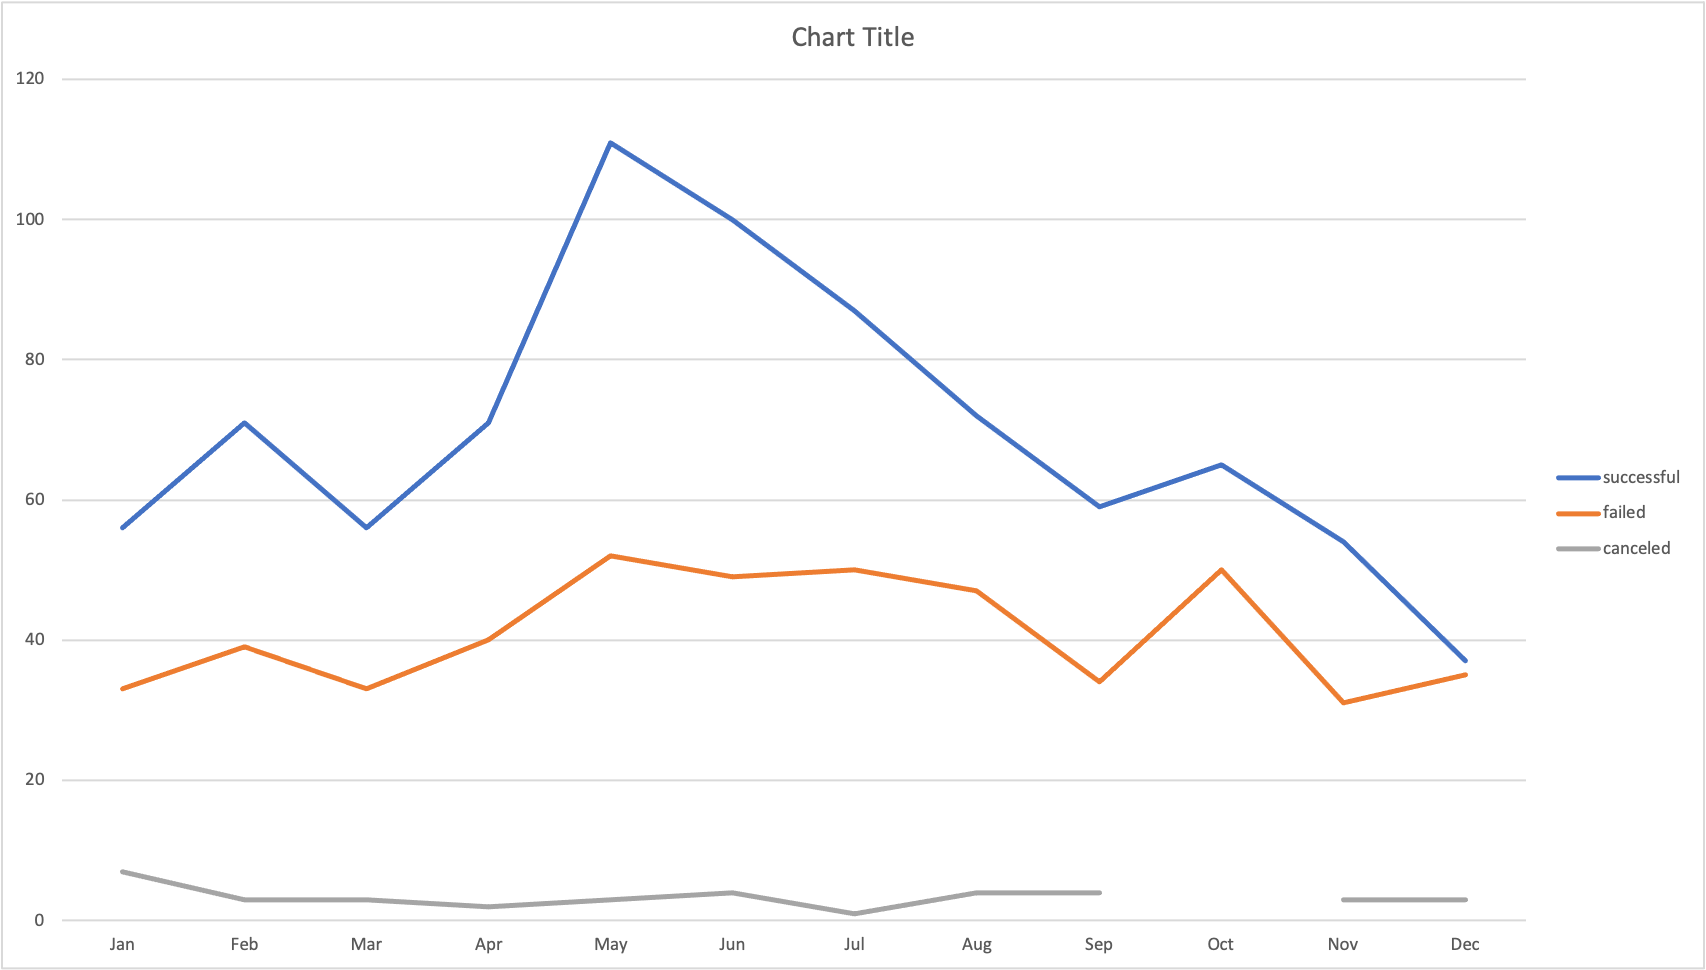 Chart Title
120
100
80
60
40
20
0
Jan Feb Mar Apr May Jun Jul Aug Sep Oct Nov Dec
successful
failed
canceled